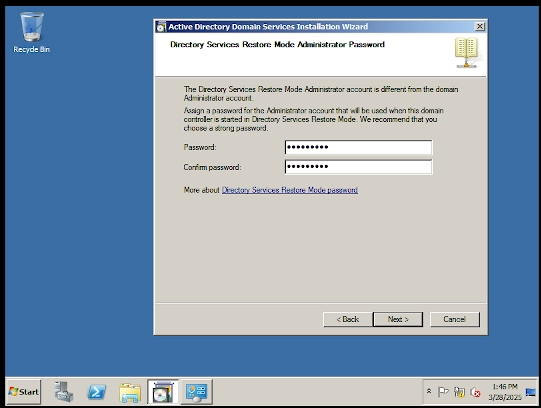 Recycle Bin
Active Directory Domain Services Installation Wizard
Directory Services Restore Mode Administrator Password
The Directory Services Restore Mode Administrator account is different from the domain
Administrator account.
Assign a password for the Administrator account that will be used when this domain
controller is started in Directory Services Restore Mode. We recommend that you
choose a strong password.
Password:
•••••••••
Confirm password:
•••••••••
More about Directory Services Restore Mode password
< Back
Next >
Cancel
Start
1:46 PM
3/28/2025